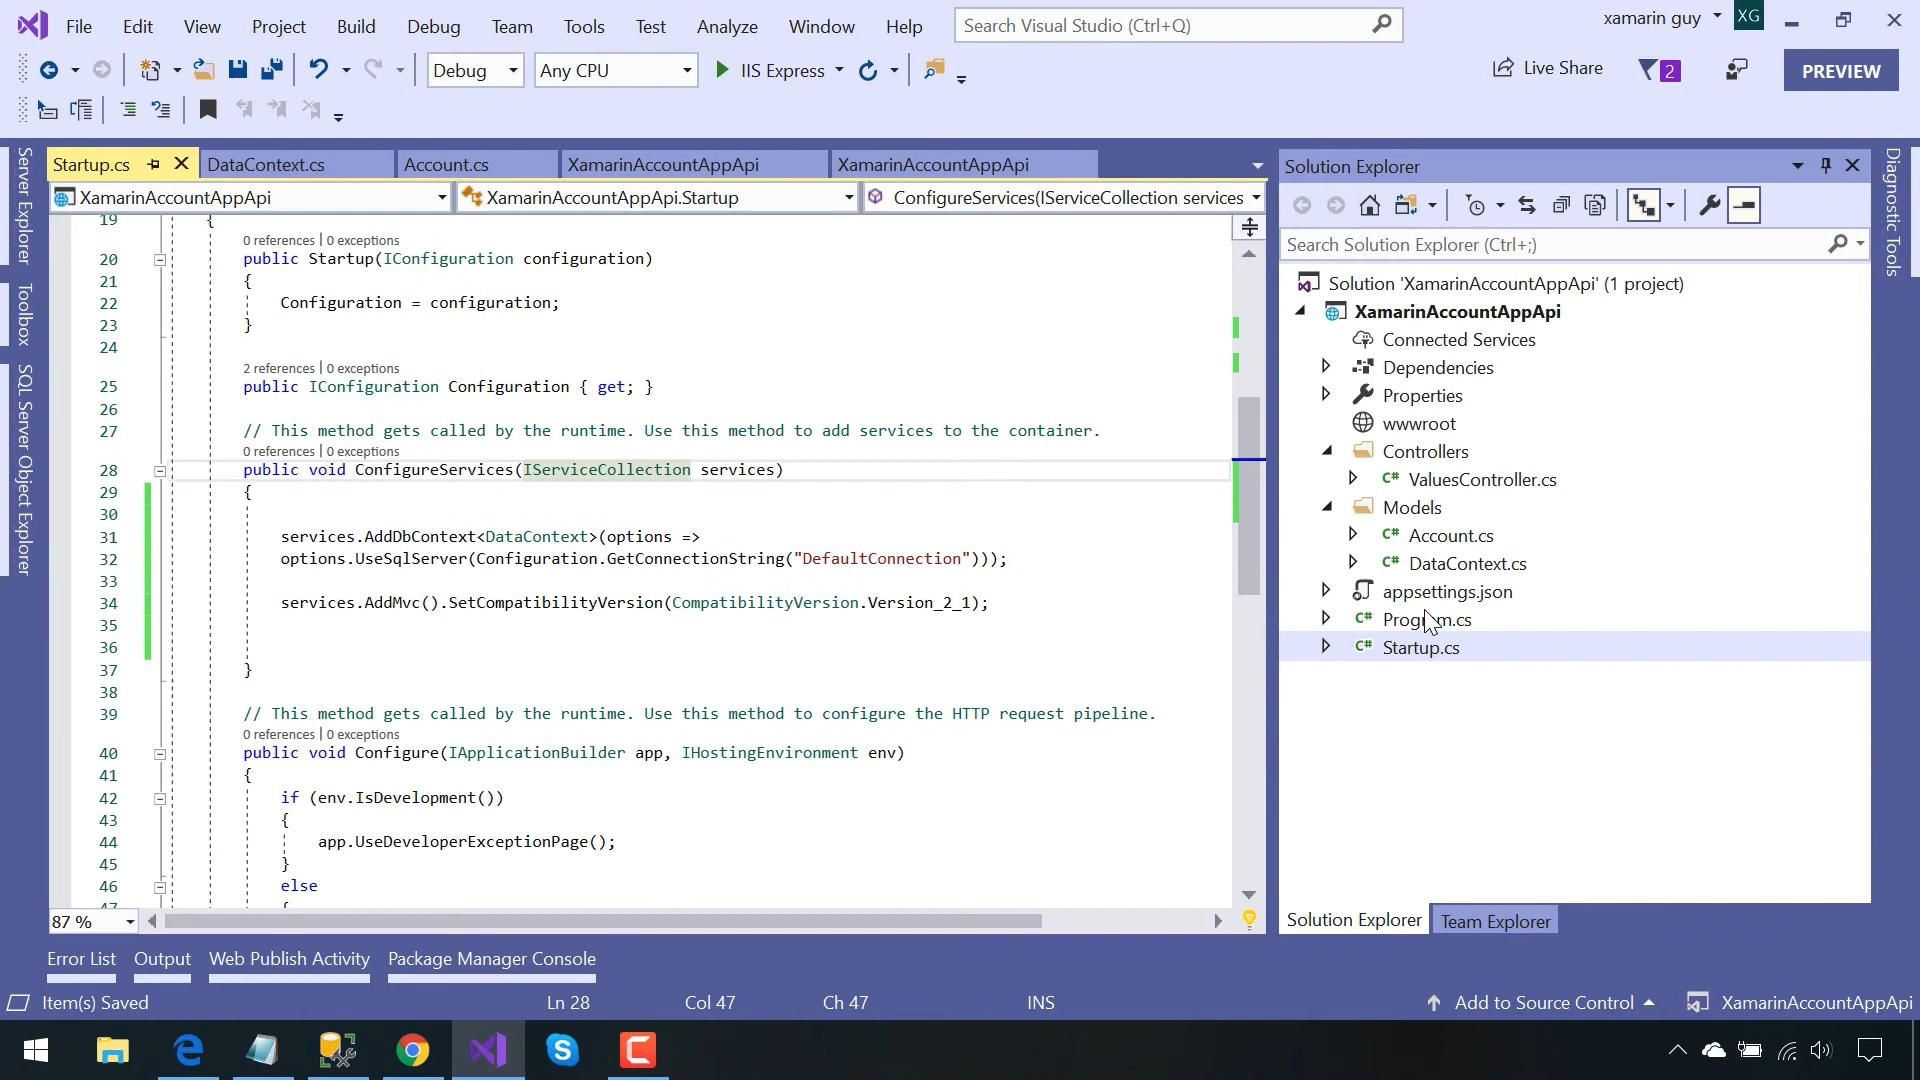 File Edit View Project Build Debug Team Tools Test Analyze Window Help Search Visual Studio (Ctrl+Q) xamarin guy XG
Debug Any CPU IIS Express Live Share 2 PREVIEW
Startup.cs DataContext.cs Account.cs XamarinAccountAppApi XamarinAccountAppApi
XamarinAccountAppApi XamarinAccountAppApi.Startup ConfigureServices(IServiceCollection services
19 {
0 references | 0 exceptions
20 public Startup(IConfiguration configuration)
21 {
22 Configuration = configuration;
23 }
24
2 references | 0 exceptions
25 public IConfiguration Configuration { get; }
26
27 // This method gets called by the runtime. Use this method to add services to the container.
0 references | 0 exceptions
28 public void ConfigureServices(IServiceCollection services)
29 {
30
31 services.AddDbContext<DataContext>(options =>
32 options.UseSqlServer(Configuration.GetConnectionString("DefaultConnection")));
33
34 services.AddMvc().SetCompatibilityVersion(CompatibilityVersion.Version_2_1);
35
36
37 }
38
39 // This method gets called by the runtime. Use this method to configure the HTTP request pipeline.
0 references | 0 exceptions
40 public void Configure(IApplicationBuilder app, IHostingEnvironment env)
41 {
42 if (env.IsDevelopment())
43 {
44 app.UseDeveloperExceptionPage();
45 }
46 else
47 {
87 %
Server Explorer
Toolbox
SQL Server Object Explorer
Solution Explorer
Search Solution Explorer (Ctrl+;)
Solution 'XamarinAccountAppApi' (1 project)
XamarinAccountAppApi
Connected Services
Dependencies
Properties
wwwroot
Controllers
C# ValuesController.cs
Models
C# Account.cs
C# DataContext.cs
appsettings.json
C# Program.cs
C# Startup.cs
Solution Explorer Team Explorer
Diagnostic Tools
Error List Output Web Publish Activity Package Manager Console
Item(s) Saved Ln 28 Col 47 Ch 47 INS Add to Source Control XamarinAccountAppApi